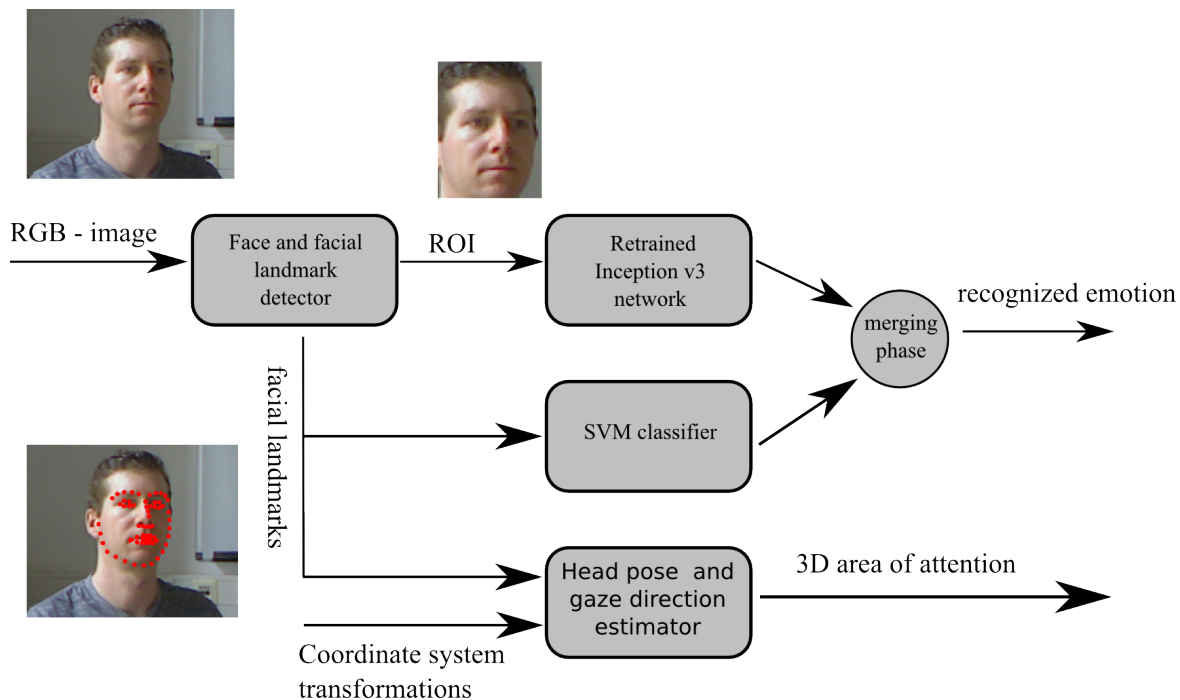 RGB - image
Face and facial
landmark
detector
ROI
Retrained
Inception v3
network
merging
phase
recognized emotion
facial landmarks
SVM classifier
Head pose and
gaze direction
estimator
3D area of attention
Coordinate system
transformations